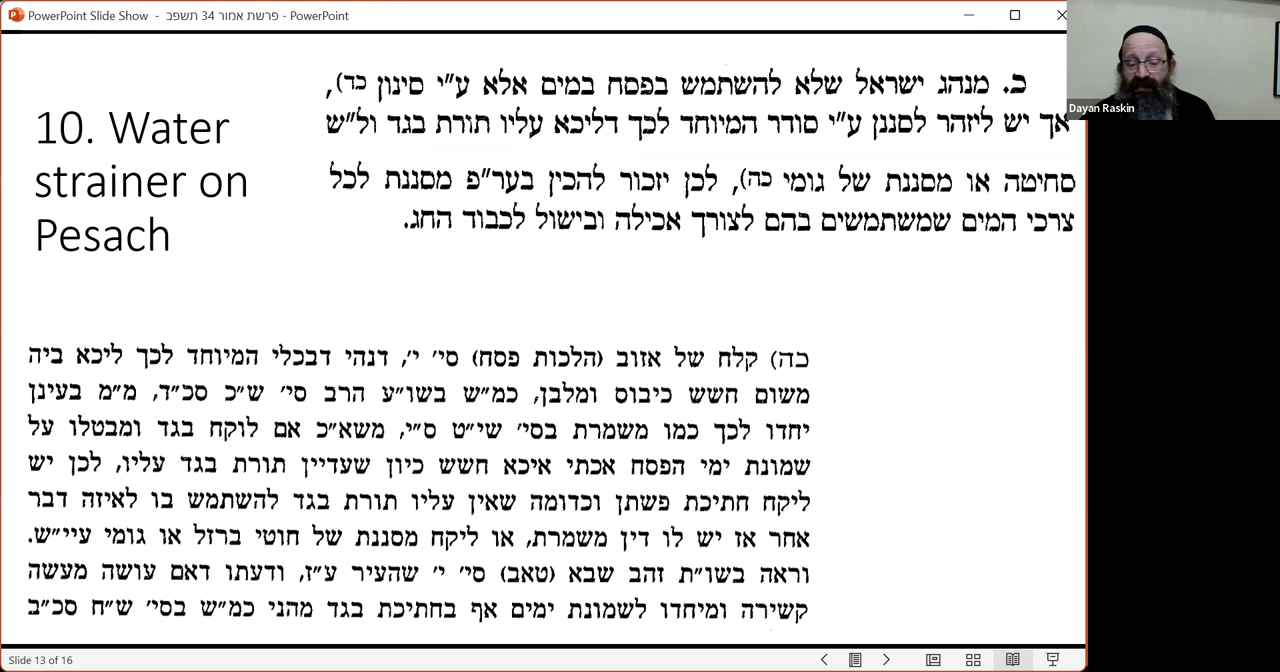 PowerPoint Slide Show - פרשת אמור 34 תשפב - PowerPoint
Dayan Raskin
10. Water
strainer on
Pesach
כ. מנהג ישראל שלא להשתמש בפסח במים אלא ע״י סינון כד),
אך יש ליזהר לסננן ע״י סודר המיוחד לכך דליכא עליו תורת בגד ול״ש
סחיטה או מסננת של גומי כה), לכן יזכור להכין בער״פ מסננת לכל
צרכי המים שמשתמשים בהם לצורך אכילה ובישול לכבוד החג.
כה) קלח של אזוב (הלכות פסח) סי׳ י׳, דנהי דבכלי המיוחד לכך ליכא ביה
משום חשש כיבוס ומלבן, כמ״ש בשו״ע הרב סי׳ ש״כ סכ״ד, מ״מ בעינן
יחדו לכך כמו משמרת בסי׳ שי״ט ס״י, משא״כ אם לוקח בגד ומבטלו על
שמונת ימי הפסח אכתי איכא חשש כיון שעדיין תורת בגד עליו, לכן יש
ליקח חתיכת פשתן וכדומה שאין עליו תורת בגד להשתמש בו לאיזה דבר
אחר אז יש לו דין משמרת, או ליקח מסננת של חוטי ברזל או גומי עיי״ש.
וראה בשו״ת זהב שבא (טאב) סי׳ י׳ שהעיר ע״ז, ודעתו דאם עושה מעשה
קשירה ומיחדו לשמונת ימים אף בחתיכת בגד מהני כמ״ש בסי׳ ש״ח סכ״ב
Slide 13 of 16